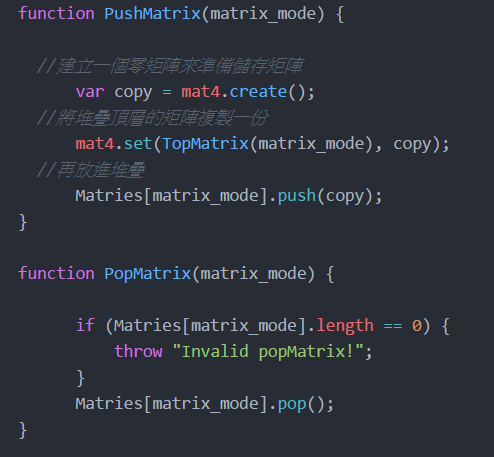 function PushMatrix(matrix_mode) {
//建立一個零矩陣來準備儲存矩陣
var copy = mat4.create();
//將堆疊頂層的矩陣複製一份
mat4.set(TopMatrix(matrix_mode), copy);
//再放進堆疊
Matries[matrix_mode].push(copy);
}
function PopMatrix(matrix_mode) {
if (Matries[matrix_mode].length == 0) {
throw "Invalid popMatrix!";
}
Matries[matrix_mode].pop();
}